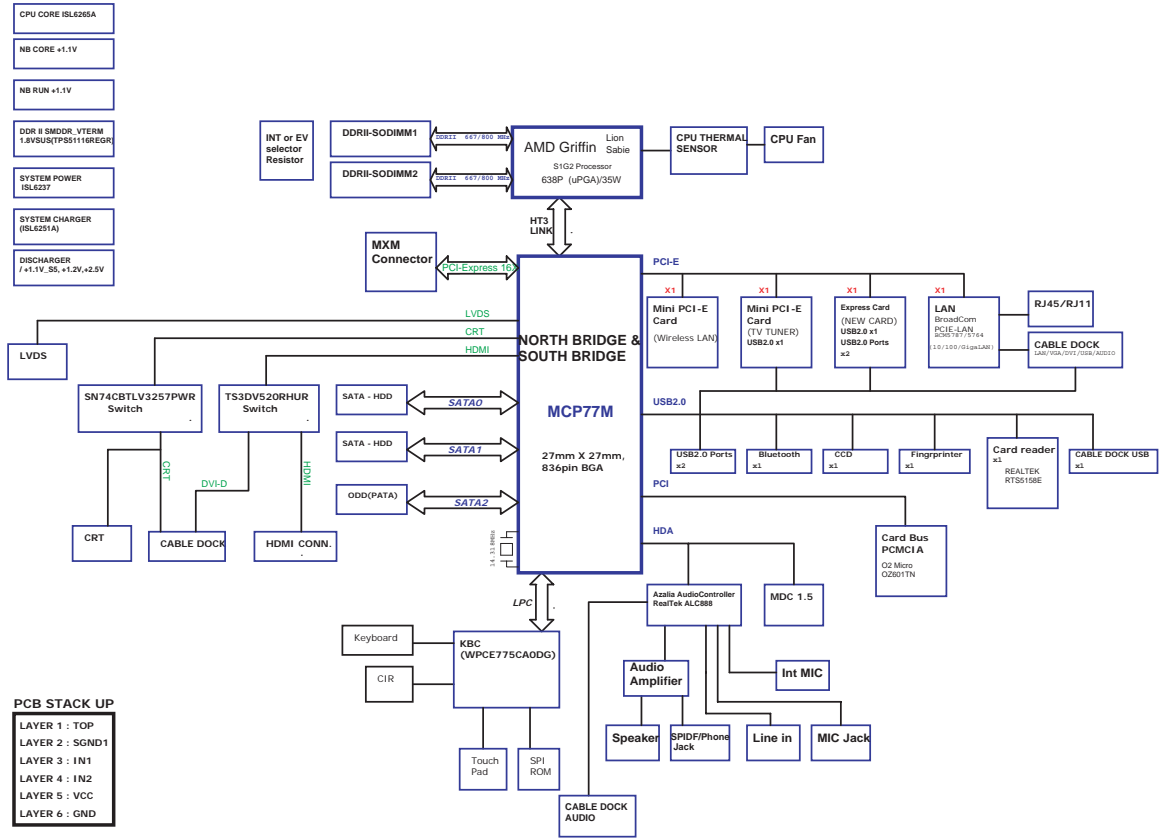 CPU CORE ISL6265A
NB CORE +1.1V
NB RUN +1.1V
DDR II SMDDR_VTERM
1.8VSUS(TPS51116REGR)
SYSTEM POWER
ISL6237
SYSTEM CHARGER
(ISL6251A)
DISCHARGER
/ +1.1V_S5, +1.2V,+2.5V
INT or EV
selector
Resistor
DDRII-SODIMM1
DDRII 667/800 MHz
DDRII-SODIMM2
DDRII 667/800 MHz
AMD Griffin
Lion
Sabie
S1G2 Processor
638P (uPGA)/35W
CPU THERMAL
SENSOR
CPU Fan
HT3
LINK
.
MXM
Connector
PCI-Express 16X
PCI-E
LVDS
CRT
HDMI
LVDS
NORTH BRIDGE &
SOUTH BRIDGE
MCP77M
27mm X 27mm,
836pin BGA
X1
X1
X1
X1
Mini PCI-E
Card
(Wireless LAN)
Mini PCI-E
Card
(TV TUNER)
USB2.0 x1
Express Card
(NEW CARD)
USB2.0 x1
USB2.0 Ports
x2
LAN
BroadCom
PCIE-LAN
BCM5787/5764
(10/100/GigaLAN)
RJ45/RJ11
CABLE DOCK
LAN/VGA/DVI/USB/AUDIO
SN74CBTLV3257PWR
Switch
.
TS3DV520RHUR
Switch
.
SATA - HDD
SATA0
SATA - HDD
SATA1
ODD(PATA)
SATA2
14.318MHz
USB2.0
USB2.0 Ports
x2
Bluetooth
x1
CCD
x1
Fingrprinter
x1
Card reader
x1
REALTEK
RTS5158E
CABLE DOCK USB
x1
CRT
DVI-D
HDMI
CRT
CABLE DOCK
HDMI CONN.
.
PCI
Card Bus
PCMCIA
O2 Micro
OZ601TN
HDA
Azalia AudioController
RealTek ALC888
MDC 1.5
LPC
.
Keyboard
CIR
KBC
(WPCE775CA0DG)
Touch
Pad
SPI
ROM
Audio
Amplifier
Int MIC
Speaker
SPIDF/Phone
Jack
Line in
MIC Jack
CABLE DOCK
AUDIO
PCB STACK UP
LAYER 1 : TOP
LAYER 2 : SGND1
LAYER 3 : IN1
LAYER 4 : IN2
LAYER 5 : VCC
LAYER 6 : GND